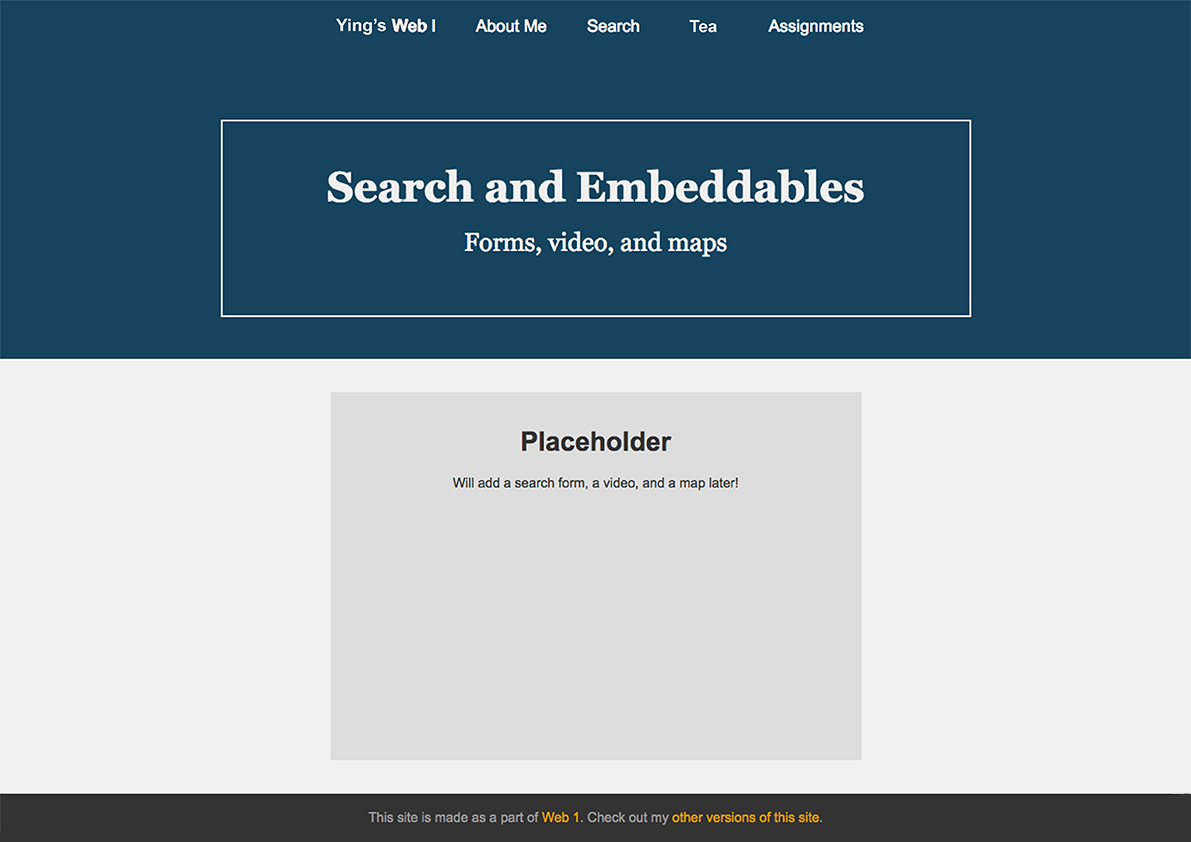 Ying’s Web I About Me Search Tea Assignments
Search and Embeddables
Forms, video, and maps
Placeholder
Will add a search form, a video, and a map later!
This site is made as a part of Web 1. Check out my other versions of this site.